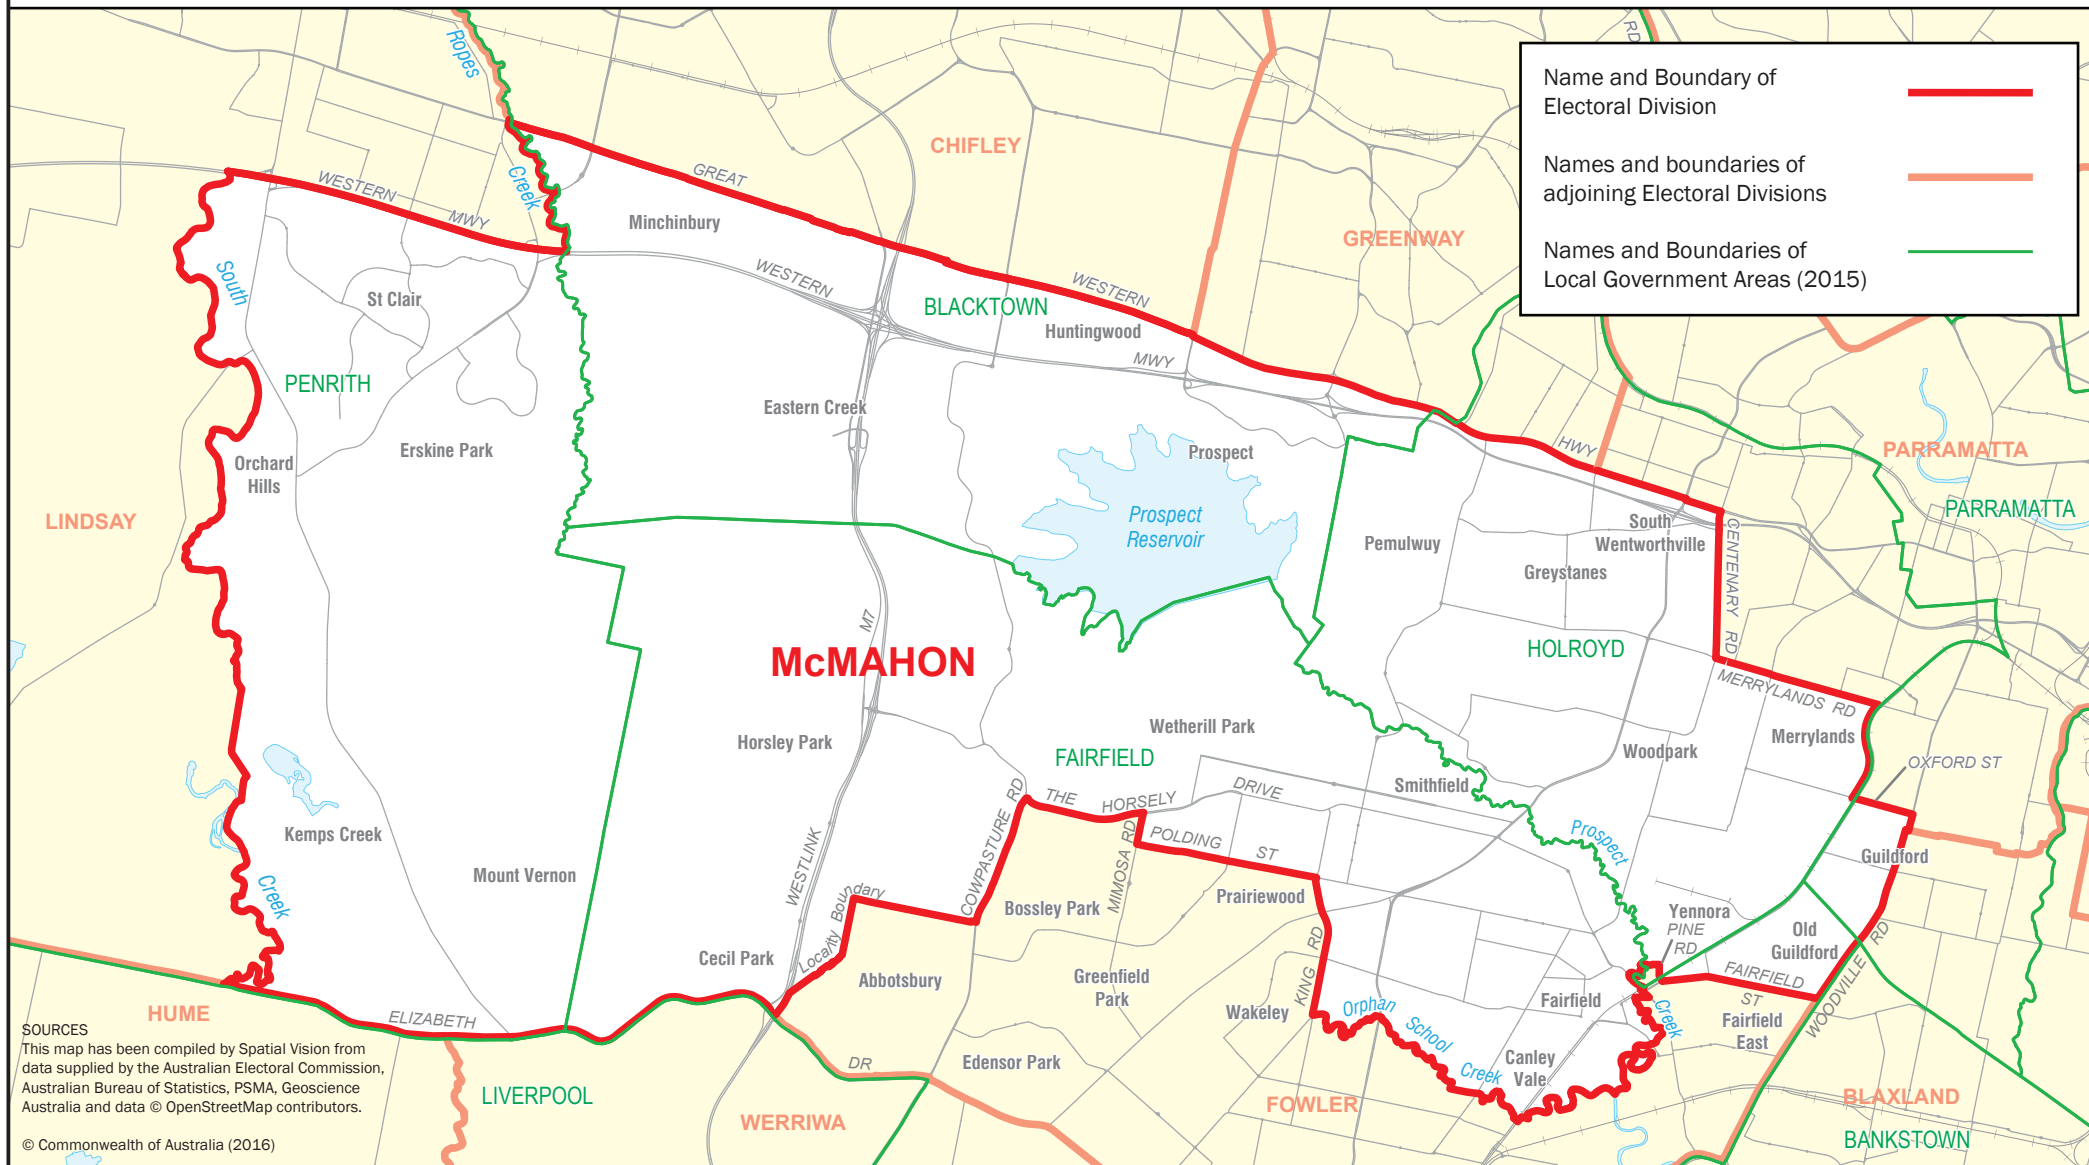 Name and Boundary of
Electoral Division
Names and boundaries of
adjoining Electoral Divisions
Names and Boundaries of
Local Government Areas (2015)
RD
Ropes
Creek
CHIFLEY
GREENWAY
GREAT
WESTERN
HWY
WESTERN
MWY
Minchinbury
WESTERN
MWY
BLACKTOWN
Huntingwood
South
St Clair
PENRITH
Eastern Creek
Erskine Park
Orchard
Hills
LINDSAY
Prospect
Prospect
Reservoir
Pemulwuy
South
Wentworthville
Greystanes
CENTENARY
RD
PARRAMATTA
PARRAMATTA
HOLROYD
MERRYLANDS RD
M7
McMAHON
Horsley Park
Wetherill Park
FAIRFIELD
Woodpark
Merrylands
OXFORD ST
Smithfield
THE
HORSELY
DRIVE
COWPASTURE
RD
MIMOSA RD
POLDING
ST
Kemps Creek
Creek
Mount Vernon
WESTLINK
Locality Boundary
Prospect
Creek
Guildford
Bossley Park
Prairiewood
Yennora
PINE
RD
Old
Guildford
Cecil Park
Abbotsbury
Greenfield
Park
KING
RD
Wakeley
FAIRFIELD
ST
WOODVILLE
RD
Fairfield
Orphan
School
Creek
Fairfield
East
Canley
Vale
HUME
ELIZABETH
DR
Edensor Park
LIVERPOOL
WERRIWA
FOWLER
BLAXLAND
BANKSTOWN
SOURCES
This map has been compiled by Spatial Vision from
data supplied by the Australian Electoral Commission,
Australian Bureau of Statistics, PSMA, Geoscience
Australia and data © OpenStreetMap contributors.
© Commonwealth of Australia (2016)